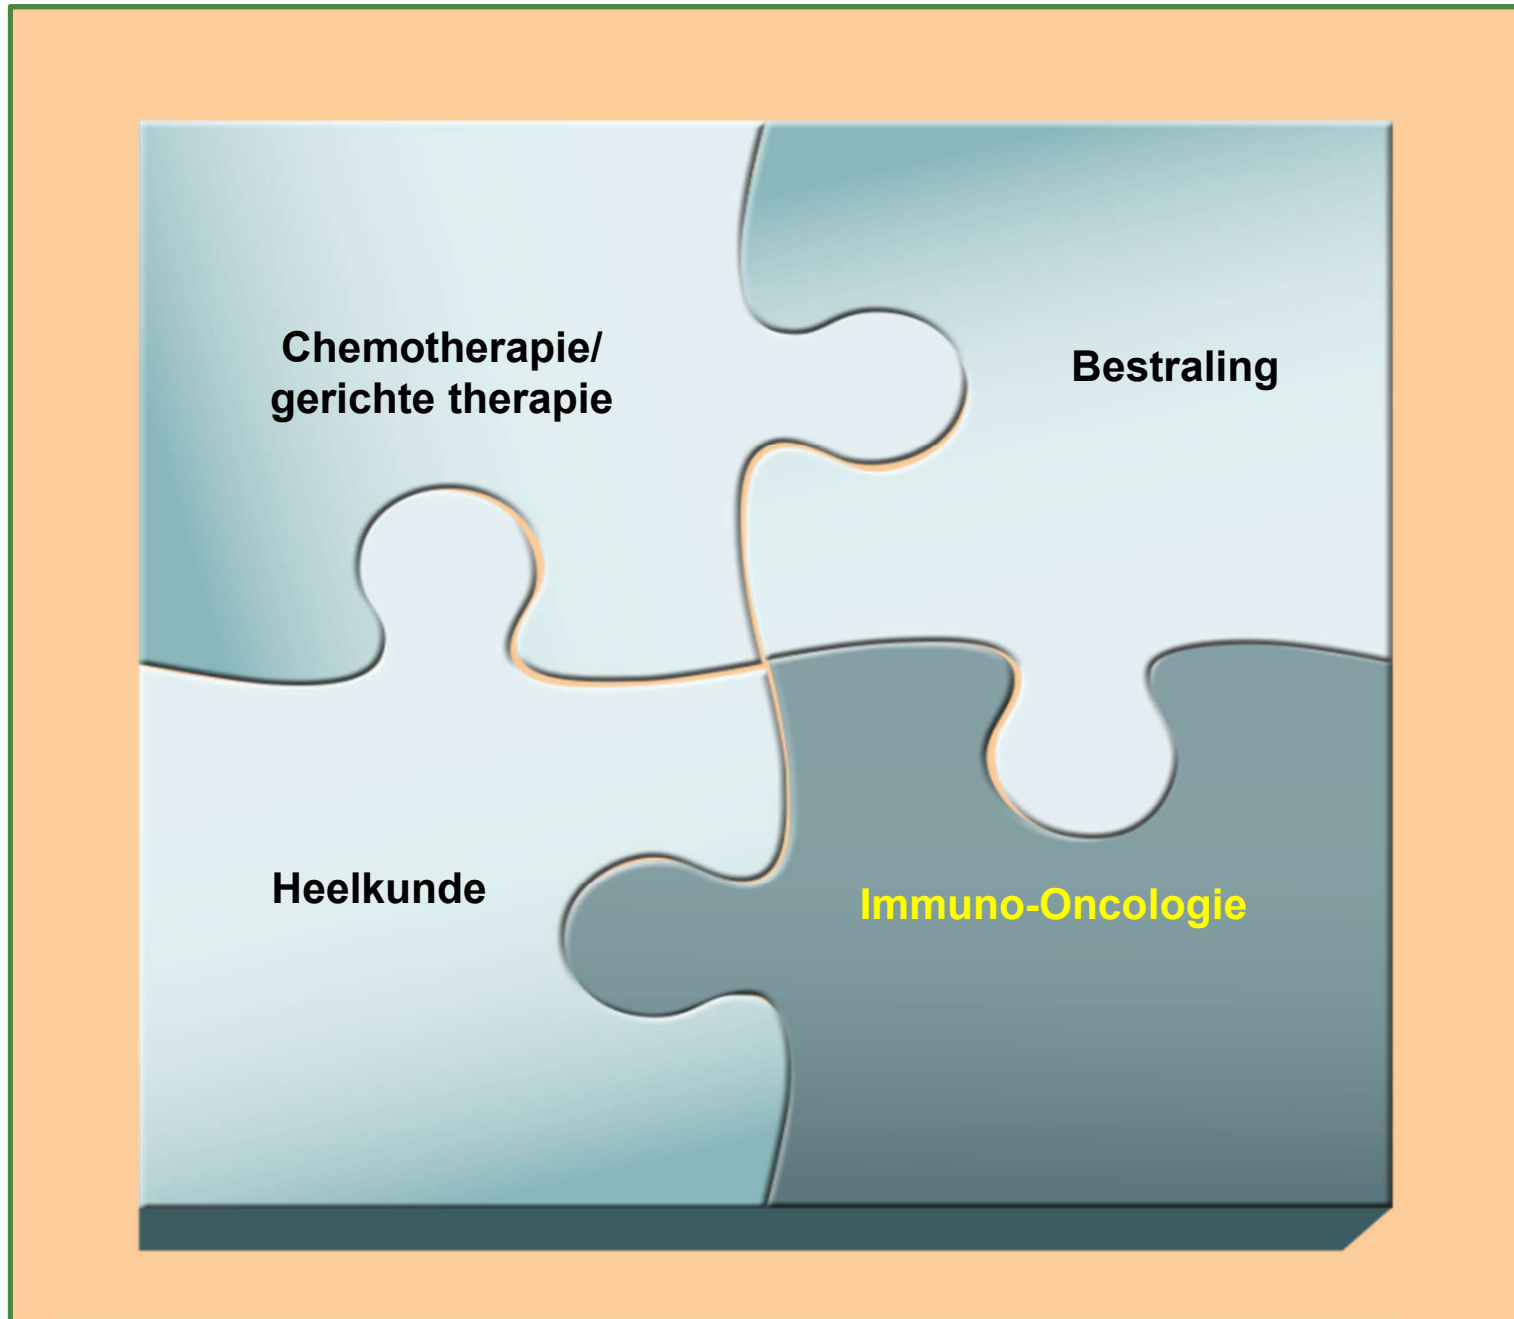 Chemotherapie/
gerichte therapie
Bestraling
Heelkunde
Immuno-Oncologie